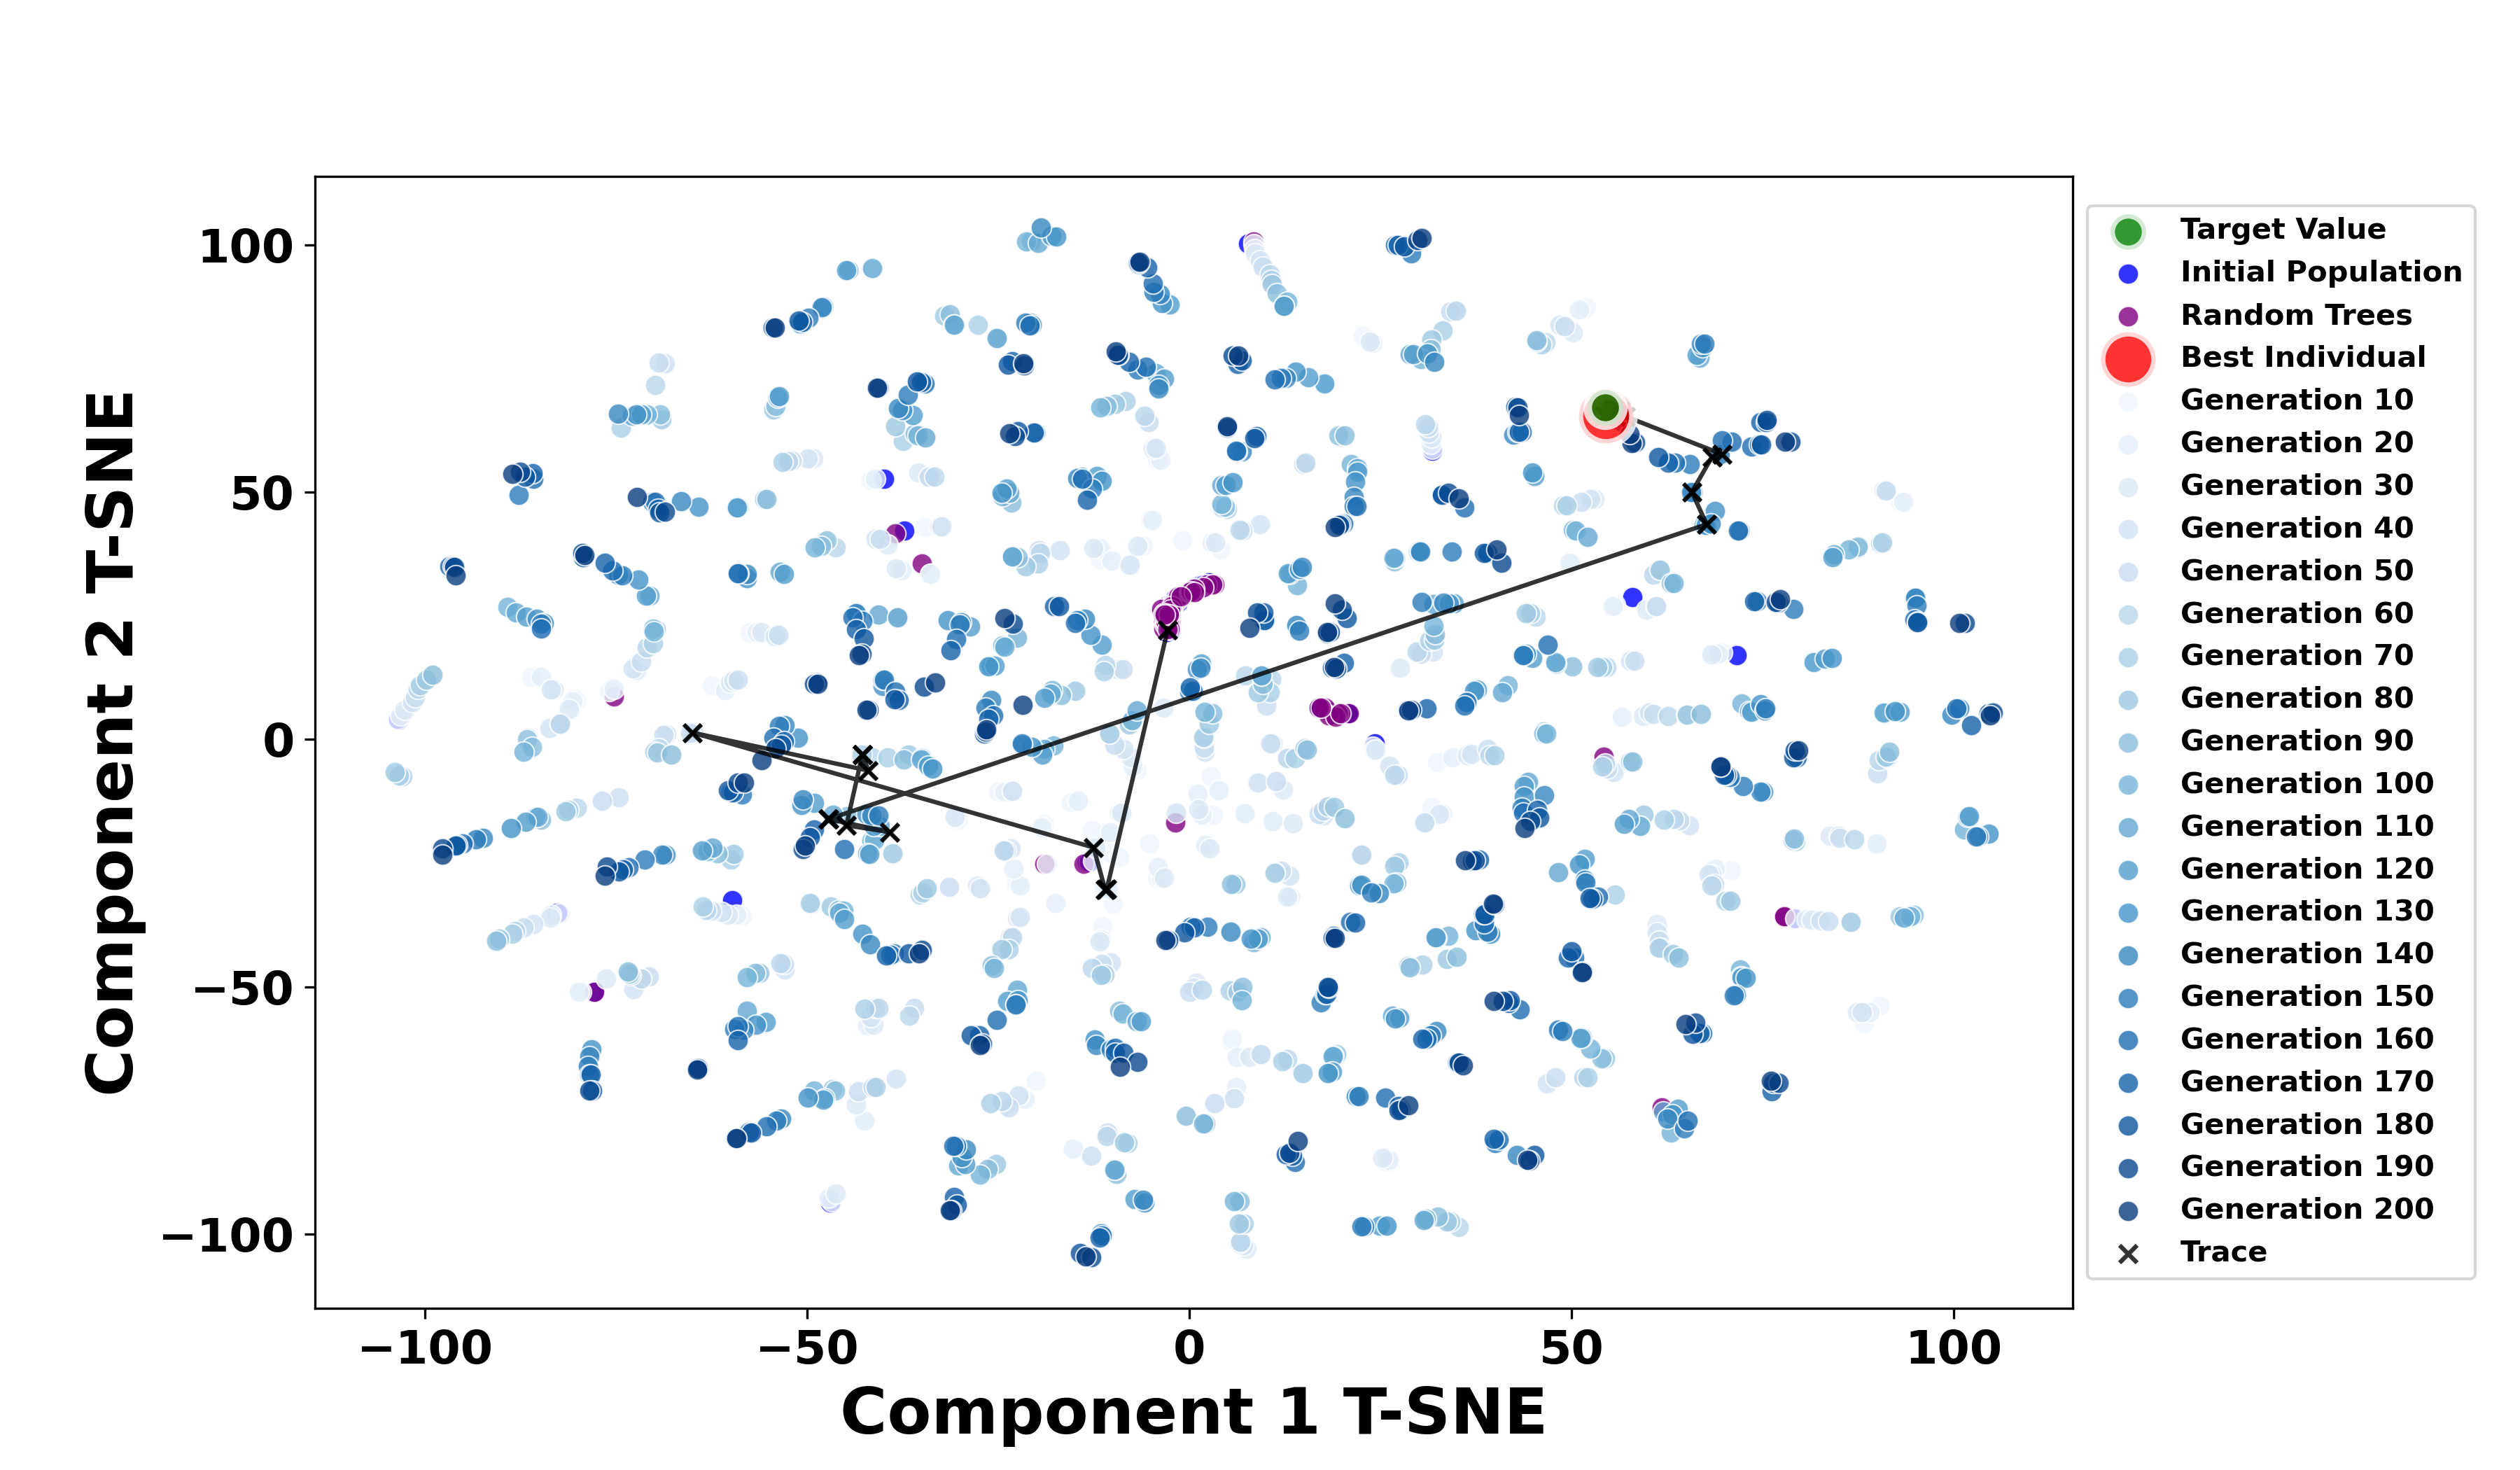 Component 2 T-SNE
100
50
0
−50
−100
−100
−50
0
50
100
Component 1 T-SNE
Target Value
Initial Population
Random Trees
Best Individual
Generation 10
Generation 20
Generation 30
Generation 40
Generation 50
Generation 60
Generation 70
Generation 80
Generation 90
Generation 100
Generation 110
Generation 120
Generation 130
Generation 140
Generation 150
Generation 160
Generation 170
Generation 180
Generation 190
Generation 200
Trace